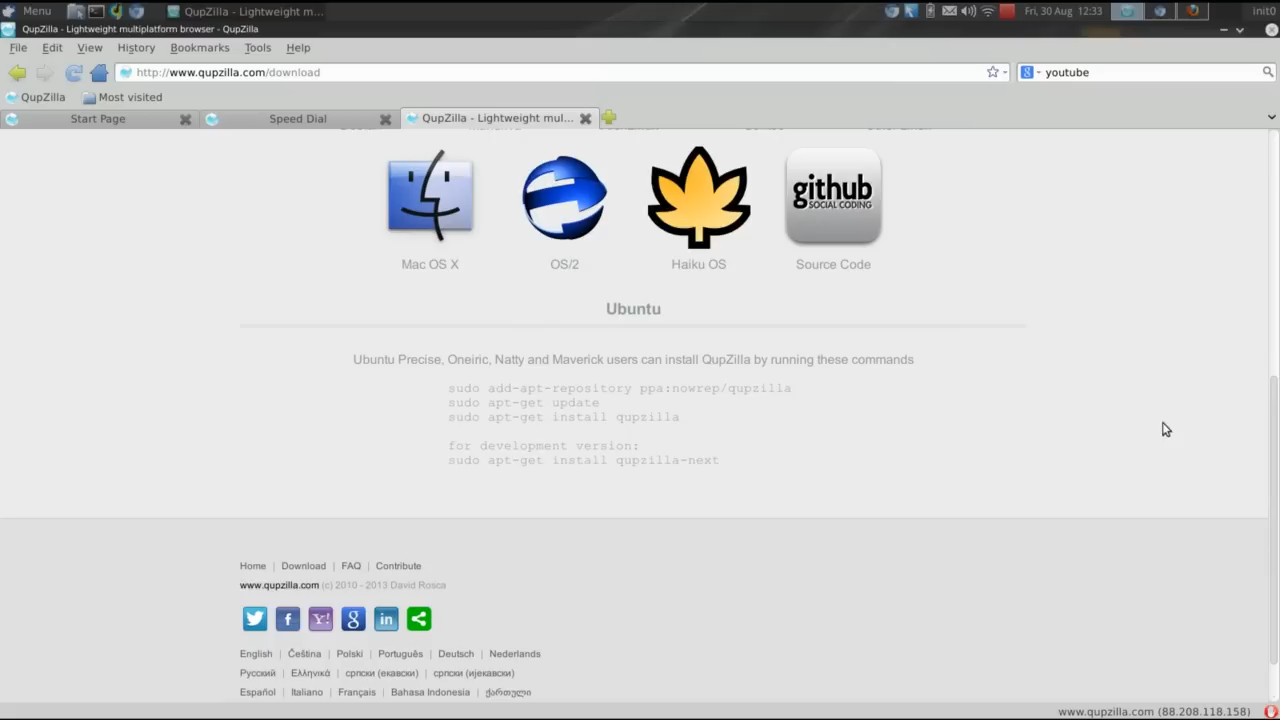 Menu
QupZilla - Lightweight m...
Fri, 30 Aug 12:33
init0
QupZilla - Lightweight multiplatform browser - QupZilla
File Edit View History Bookmarks Tools Help
http://www.qupzilla.com/download
youtube
QupZilla Most visited
Start Page
Speed Dial
QupZilla - Lightweight mul...
github
SOCIAL CODING
Mac OS X
OS/2
Haiku OS
Source Code
Ubuntu
Ubuntu Precise, Oneiric, Natty and Maverick users can install QupZilla by running these commands
sudo add-apt-repository ppa:nowrep/qupzilla
sudo apt-get update
sudo apt-get install qupzilla
for development version:
sudo apt-get install qupzilla-next
Home | Download | FAQ | Contribute
www.qupzilla.com (c) 2010 - 2013 David Rosca
English | Čeština | Polski | Português | Deutsch | Nederlands
Русский | Ελληνικά | српски (екавски) | српски (ијекавски)
Español | Italiano | Français | Bahasa Indonesia | ქართული
www.qupzilla.com (88.208.118.158)